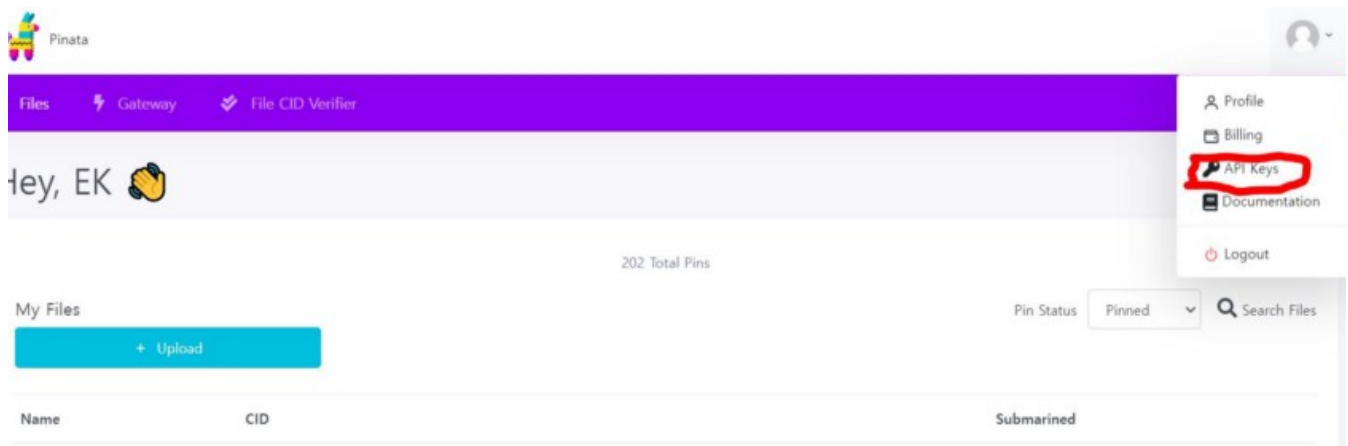 Pinata
Files Gateway File CID Verifier
Hey, EK
Profile
Billing
API Keys
Documentation
Logout
202 Total Pins
My Files
Pin Status Pinned Search Files
+ Upload
Name CID Submarined